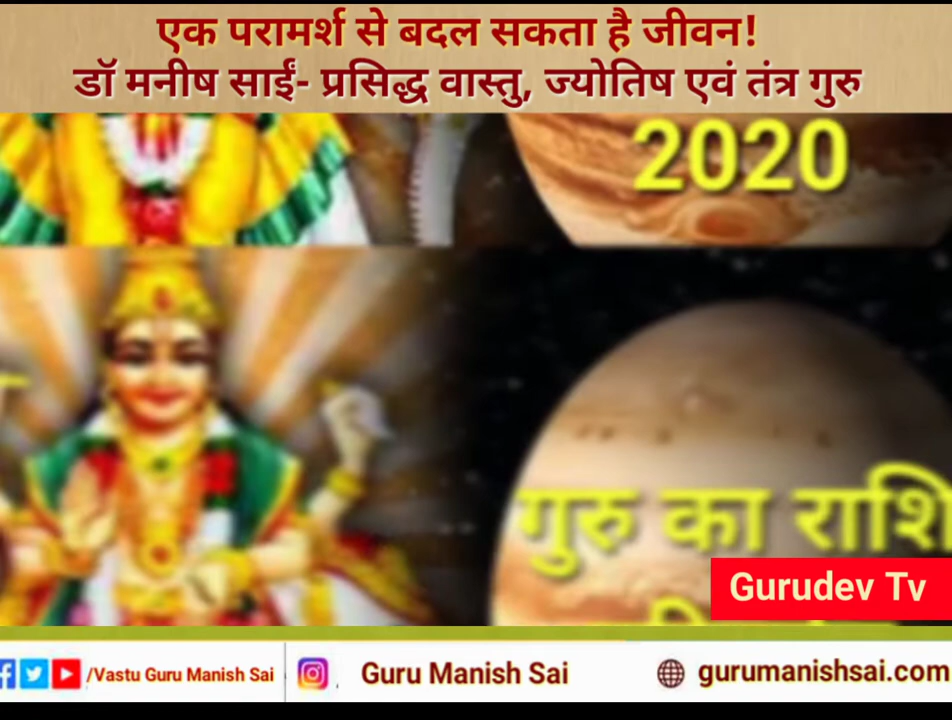 एक परामर्श से बदल सकता है जीवन!
डॉ मनीष साईं- प्रसिद्ध वास्तु, ज्योतिष एवं तंत्र गुरु
2020
गुरु का
Gurudev Tv
/Vastu Guru Manish Sai
Guru Manish Sai
gurumanishsai.com